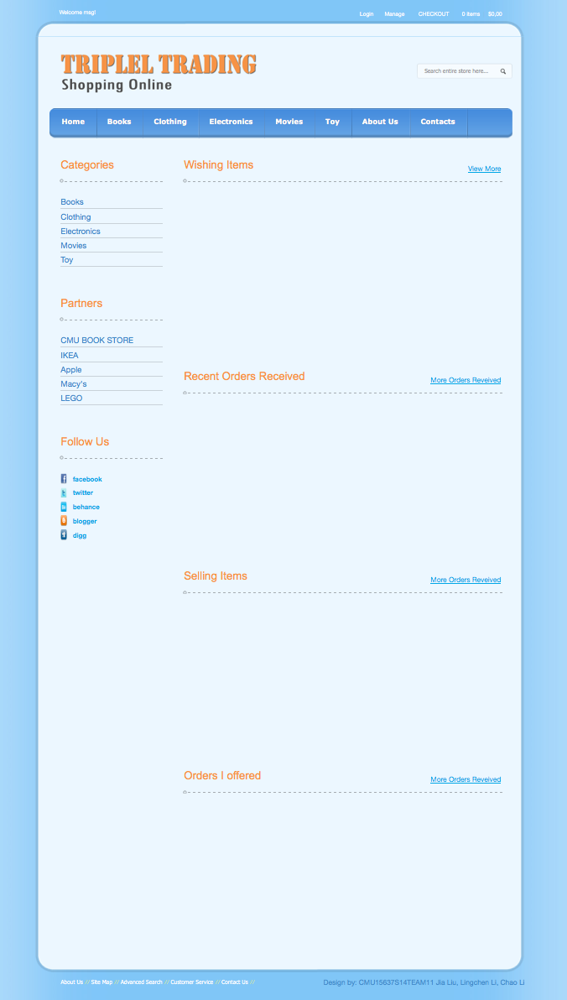 Welcome msg!
Login Manage CHECKOUT 0 items $0,00
TRIPLEL TRADING
Shopping Online
Search entire store here...
Home Books Clothing Electronics Movies Toy About Us Contacts
Categories
Books
Clothing
Electronics
Movies
Toy
Partners
CMU BOOK STORE
IKEA
Apple
Macy's
LEGO
Follow Us
facebook
twitter
behance
blogger
digg
Wishing Items
View More
Recent Orders Received
More Orders Reveived
Selling Items
More Orders Reveived
Orders I offered
More Orders Reveived
About Us // Site Map // Advanced Search // Customer Service // Contact Us //
Design by: CMU15637S14TEAM11 Jia Liu, Lingchen Li, Chao Li